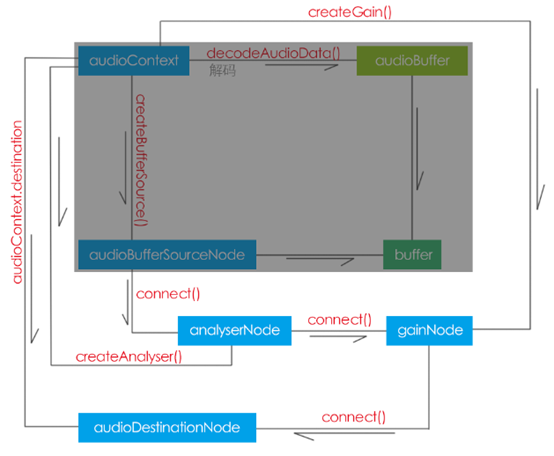 createGain()
audioContext
decodeAudioData()
audioBuffer
解码
createBufferSource()
audioContext.destination
audioBufferSourceNode
buffer
connect()
analyserNode
connect()
gainNode
createAnalyser()
audioDestinationNode
connect()